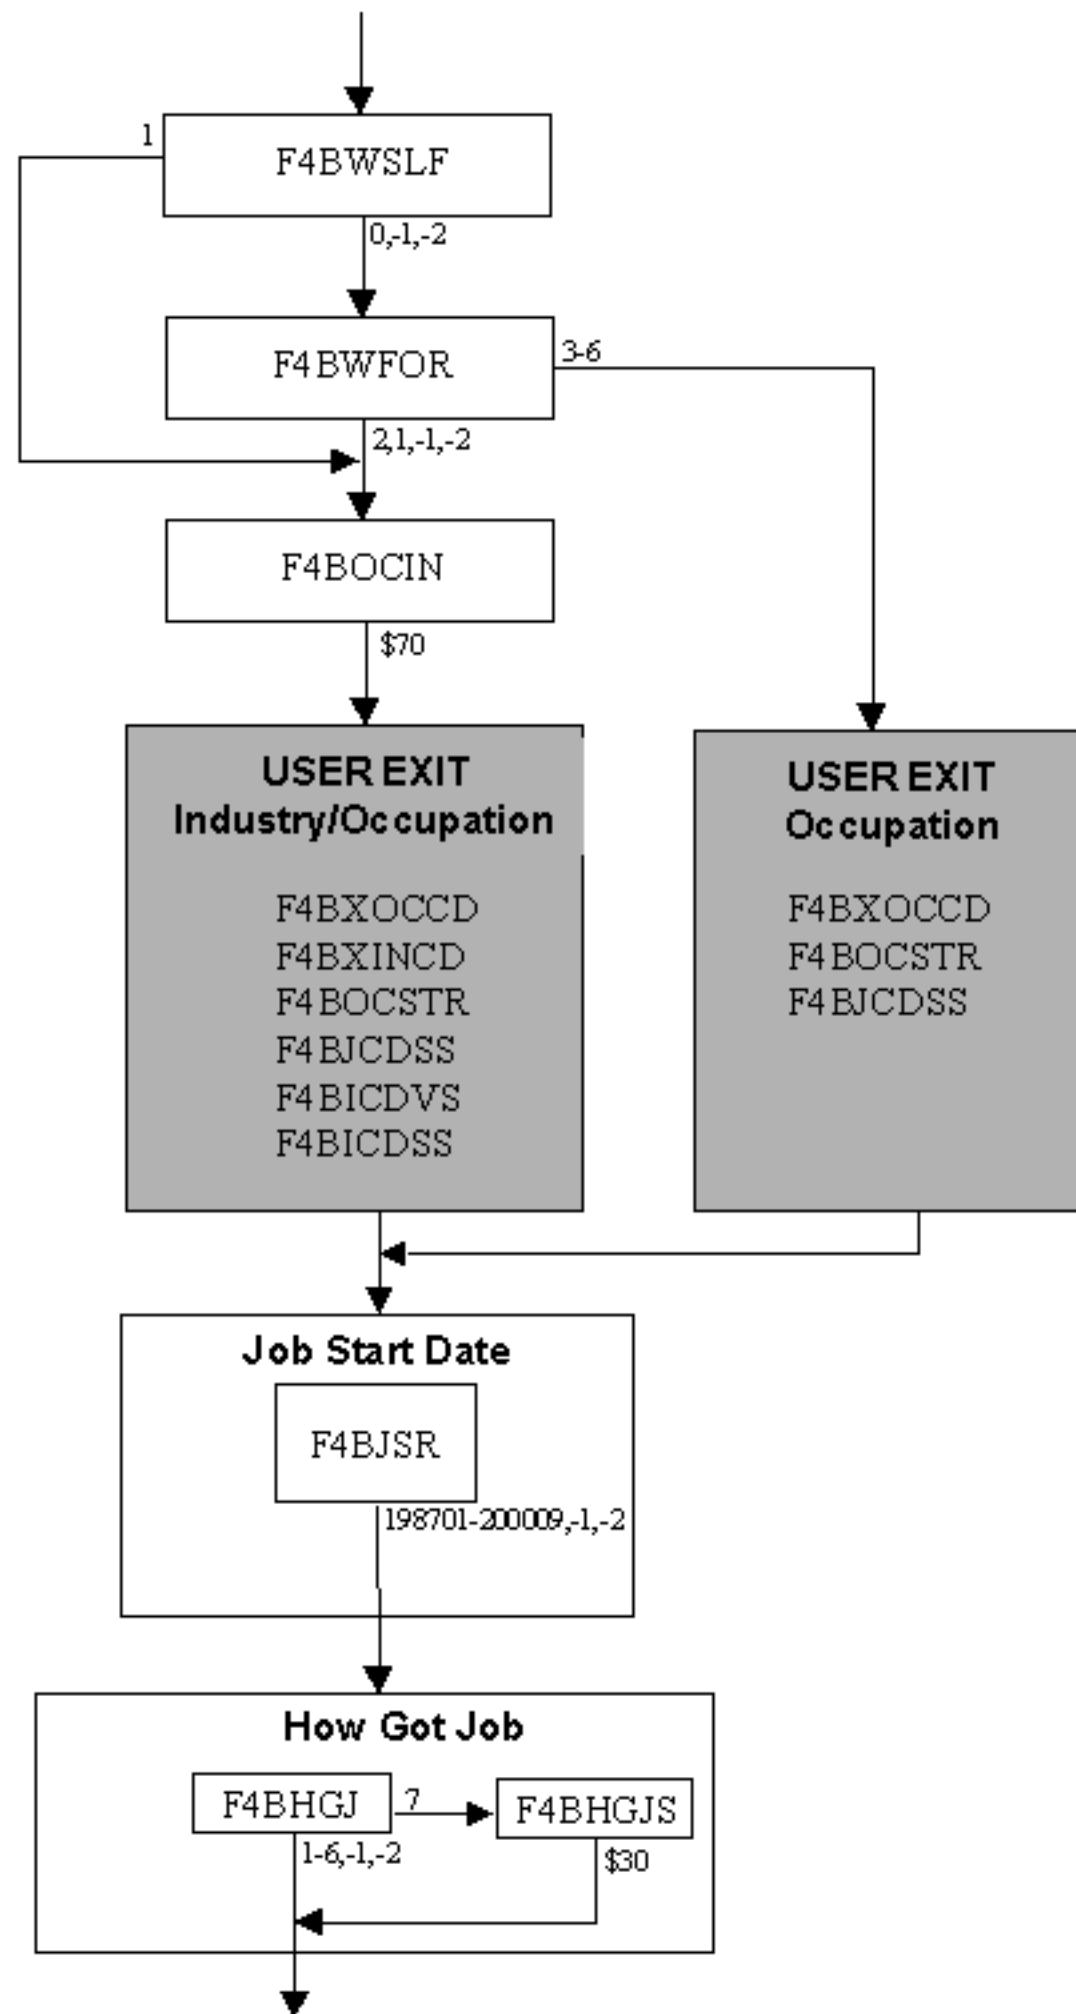 1
F4BWSLF
0,-1,-2
F4BWFOR
3-6
2,1,-1,-2
F4BOCIN
$70
USER EXIT
Industry/Occupation
F4BXOCCD
F4BXINCD
F4BOCSTR
F4BJCDSS
F4BICDVS
F4BICDSS
USER EXIT
Occupation
F4BXOCCD
F4BOCSTR
F4BJCDSS
Job Start Date
F4BJSR
198701-200009,-1,-2
How Got Job
F4BHGJ
7
F4BHGJS
1-6,-1,-2
$30